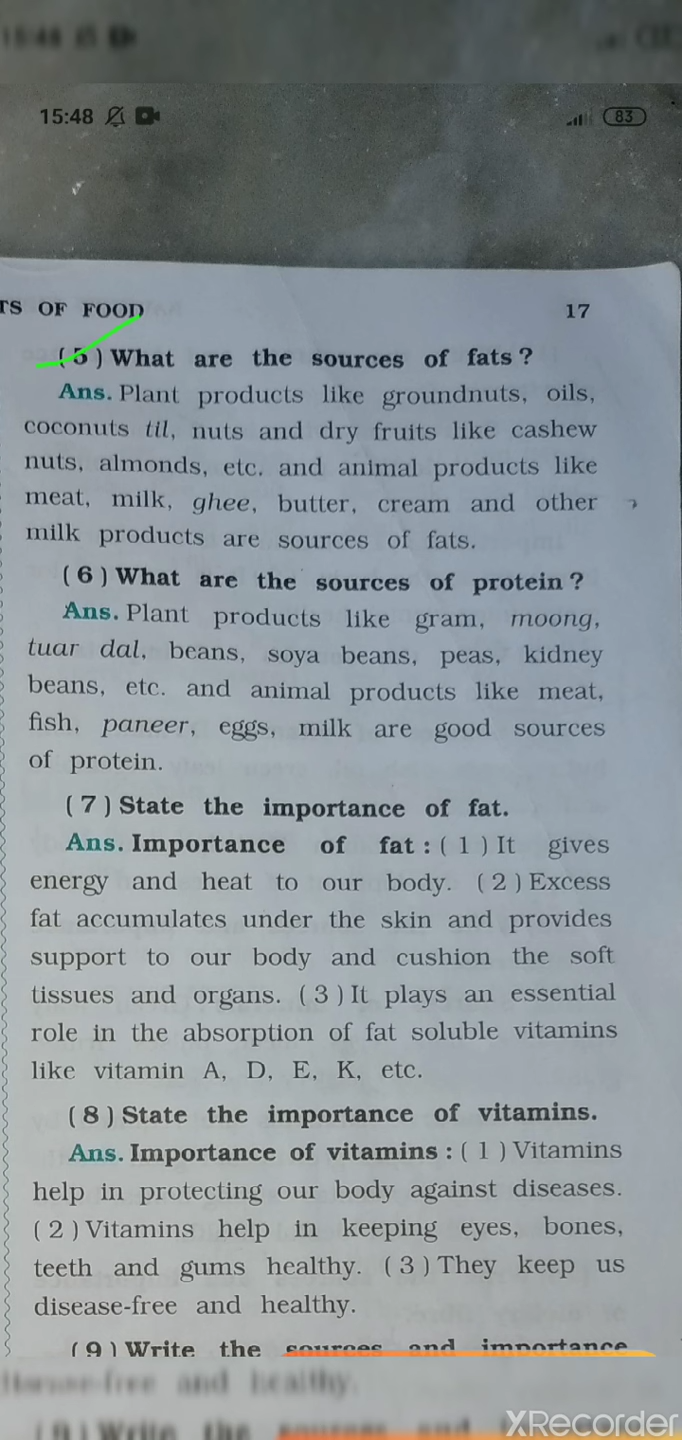 15:48
83
TS OF FOOD 17
(5) What are the sources of fats?
Ans. Plant products like groundnuts, oils,
coconuts til, nuts and dry fruits like cashew
nuts, almonds, etc. and animal products like
meat, milk, ghee, butter, cream and other
milk products are sources of fats.
(6) What are the sources of protein?
Ans. Plant products like gram, moong,
tuar dal, beans, soya beans, peas, kidney
beans, etc. and animal products like meat,
fish, paneer, eggs, milk are good sources
of protein.
(7) State the importance of fat.
Ans. Importance of fat : (1) It gives
energy and heat to our body. (2) Excess
fat accumulates under the skin and provides
support to our body and cushion the soft
tissues and organs. (3) It plays an essential
role in the absorption of fat soluble vitamins
like vitamin A, D, E, K, etc.
(8) State the importance of vitamins.
Ans. Importance of vitamins : (1) Vitamins
help in protecting our body against diseases.
(2) Vitamins help in keeping eyes, bones,
teeth and gums healthy. (3) They keep us
disease-free and healthy.
(9) Write the sources and importance
disease-free and healthy.
(9) Write the sources and
XRecorder